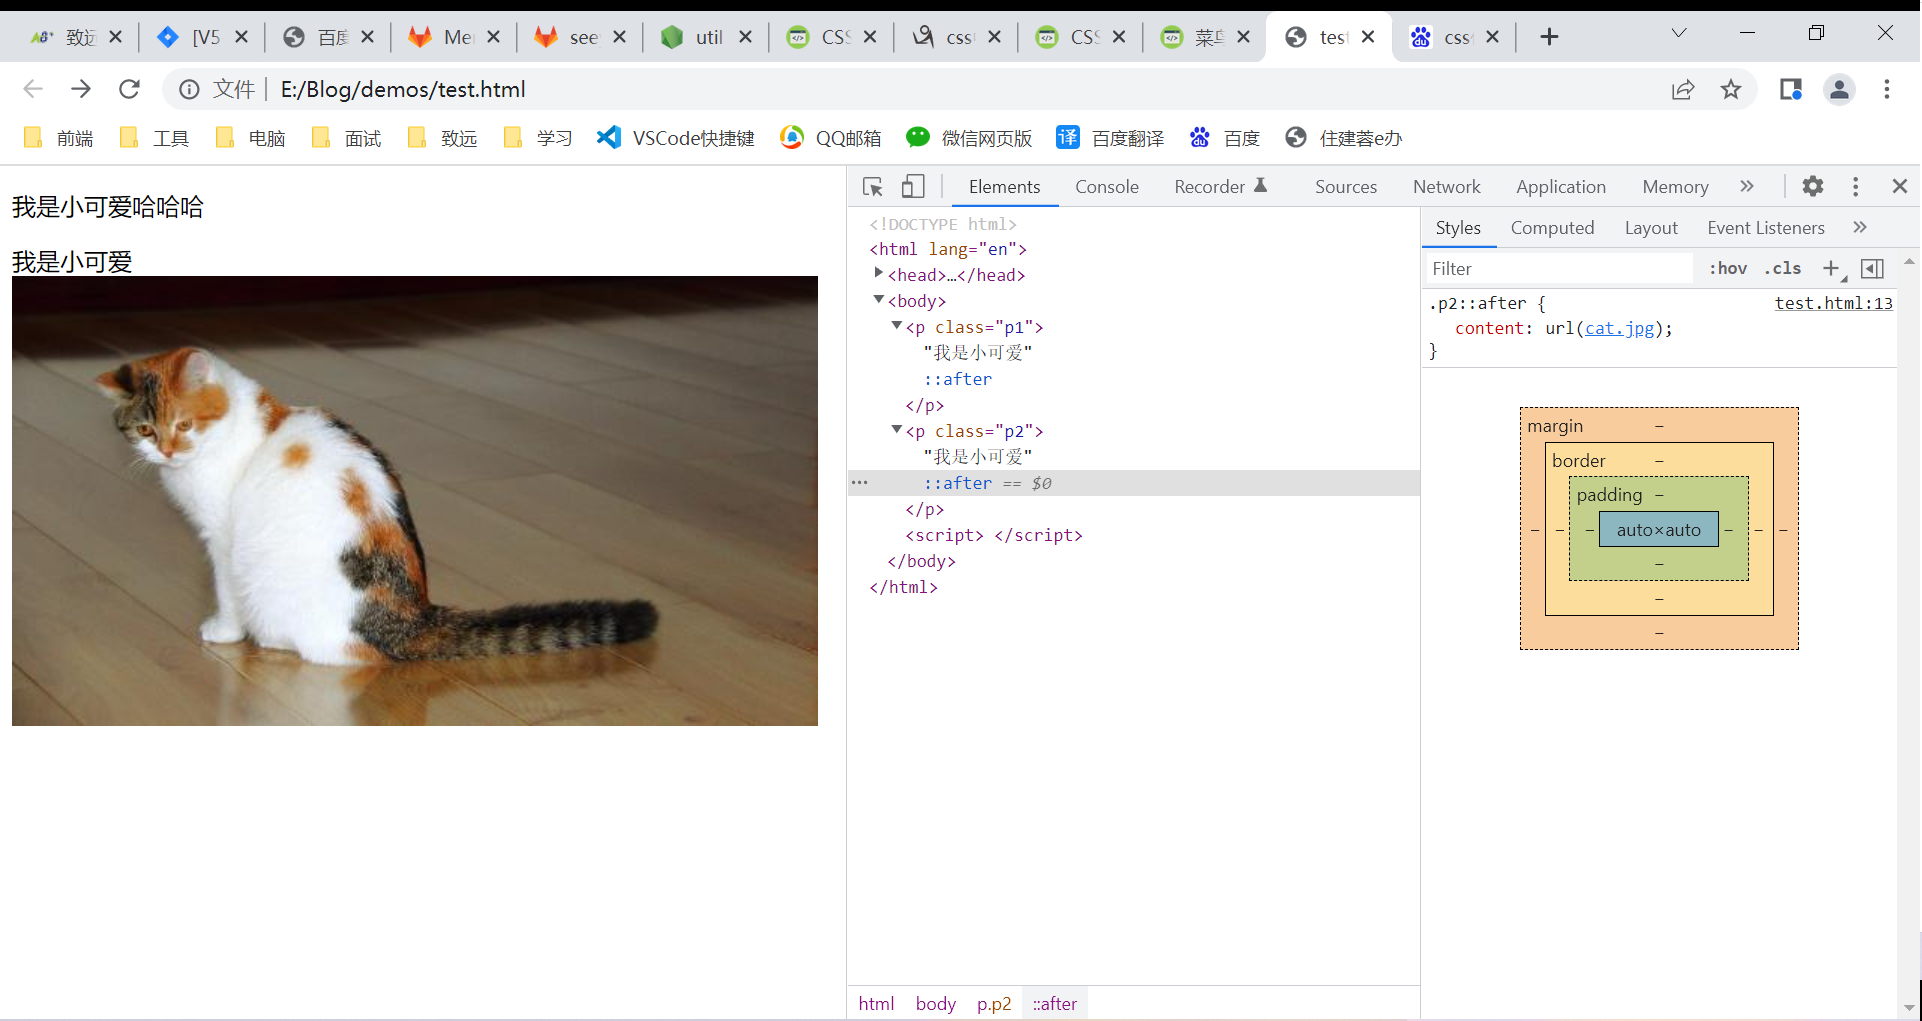 致远
[V5
百度
Me
see
util
CSS
css
CSS
菜鸟
tes
css
文件 E:/Blog/demos/test.html
前端 工具 电脑 面试 致远 学习 VSCode快捷键 QQ邮箱 微信网页版 译 百度翻译 百度 住建蓉e办
我是小可爱哈哈哈
我是小可爱
Elements Console Recorder Sources Network Application Memory »
<!DOCTYPE html>
<html lang="en">
<head>…</head>
<body>
<p class="p1">
"我是小可爱"
::after
</p>
<p class="p2">
"我是小可爱"
··· ::after == $0
</p>
<script> </script>
</body>
</html>
html body p.p2 ::after
Styles Computed Layout Event Listeners »
Filter :hov .cls +
.p2::after { test.html:13
content: url(cat.jpg);
}
margin –
border –
padding –
– – – auto×auto – – –
–
–
–